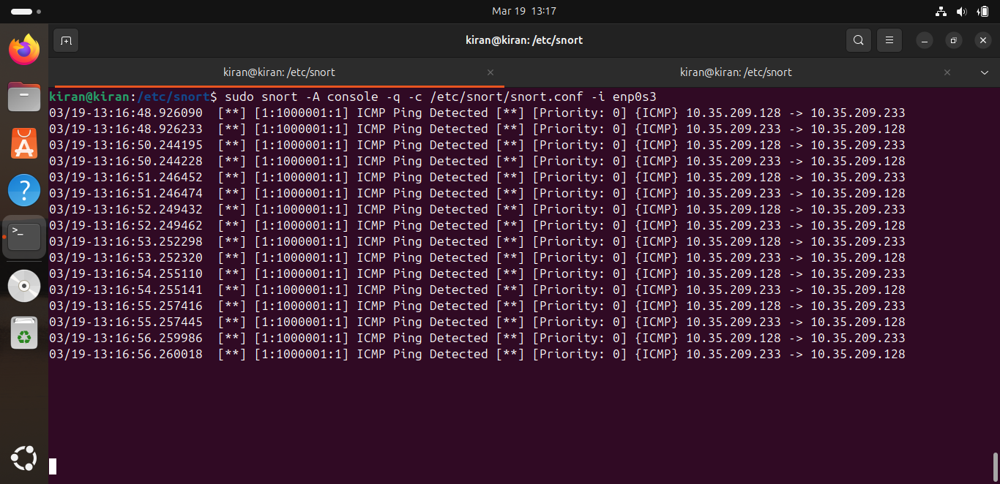 Mar 19 13:17
kiran@kiran: /etc/snort
kiran@kiran: /etc/snort
kiran@kiran: /etc/snort
kiran@kiran:/etc/snort$ sudo snort -A console -q -c /etc/snort/snort.conf -i enp0s3
03/19-13:16:48.926090  [**] [1:1000001:1] ICMP Ping Detected [**] [Priority: 0] {ICMP} 10.35.209.128 -> 10.35.209.233
03/19-13:16:48.926233  [**] [1:1000001:1] ICMP Ping Detected [**] [Priority: 0] {ICMP} 10.35.209.233 -> 10.35.209.128
03/19-13:16:50.244195  [**] [1:1000001:1] ICMP Ping Detected [**] [Priority: 0] {ICMP} 10.35.209.128 -> 10.35.209.233
03/19-13:16:50.244228  [**] [1:1000001:1] ICMP Ping Detected [**] [Priority: 0] {ICMP} 10.35.209.233 -> 10.35.209.128
03/19-13:16:51.246452  [**] [1:1000001:1] ICMP Ping Detected [**] [Priority: 0] {ICMP} 10.35.209.128 -> 10.35.209.233
03/19-13:16:51.246474  [**] [1:1000001:1] ICMP Ping Detected [**] [Priority: 0] {ICMP} 10.35.209.233 -> 10.35.209.128
03/19-13:16:52.249432  [**] [1:1000001:1] ICMP Ping Detected [**] [Priority: 0] {ICMP} 10.35.209.128 -> 10.35.209.233
03/19-13:16:52.249462  [**] [1:1000001:1] ICMP Ping Detected [**] [Priority: 0] {ICMP} 10.35.209.233 -> 10.35.209.128
03/19-13:16:53.252298  [**] [1:1000001:1] ICMP Ping Detected [**] [Priority: 0] {ICMP} 10.35.209.128 -> 10.35.209.233
03/19-13:16:53.252320  [**] [1:1000001:1] ICMP Ping Detected [**] [Priority: 0] {ICMP} 10.35.209.233 -> 10.35.209.128
03/19-13:16:54.255110  [**] [1:1000001:1] ICMP Ping Detected [**] [Priority: 0] {ICMP} 10.35.209.128 -> 10.35.209.233
03/19-13:16:54.255141  [**] [1:1000001:1] ICMP Ping Detected [**] [Priority: 0] {ICMP} 10.35.209.233 -> 10.35.209.128
03/19-13:16:55.257416  [**] [1:1000001:1] ICMP Ping Detected [**] [Priority: 0] {ICMP} 10.35.209.128 -> 10.35.209.233
03/19-13:16:55.257445  [**] [1:1000001:1] ICMP Ping Detected [**] [Priority: 0] {ICMP} 10.35.209.233 -> 10.35.209.128
03/19-13:16:56.259986  [**] [1:1000001:1] ICMP Ping Detected [**] [Priority: 0] {ICMP} 10.35.209.128 -> 10.35.209.233
03/19-13:16:56.260018  [**] [1:1000001:1] ICMP Ping Detected [**] [Priority: 0] {ICMP} 10.35.209.233 -> 10.35.209.128